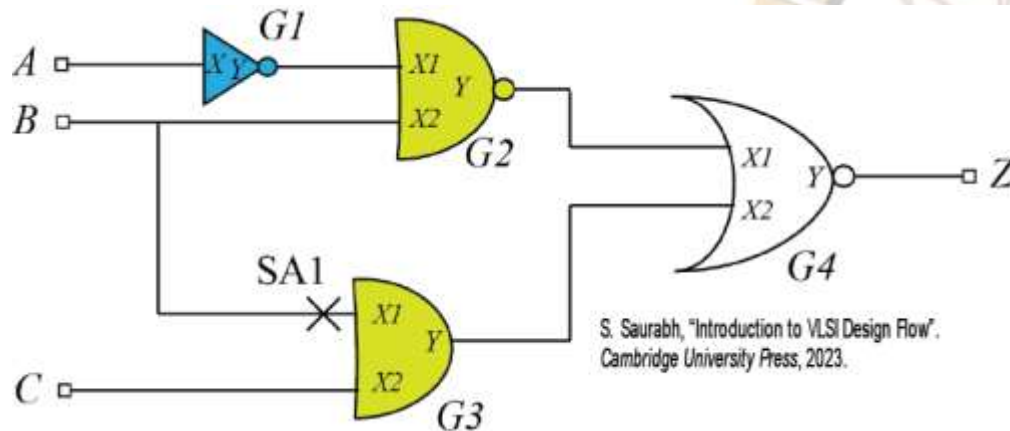 G1
A
X Y
X1
Y
B
X2
G2
X1
Y
Z
X2
SA1
G4
X1
Y
S. Saurabh, “Introduction to VLSI Design Flow”.
Cambridge University Press, 2023.
C
X2
G3